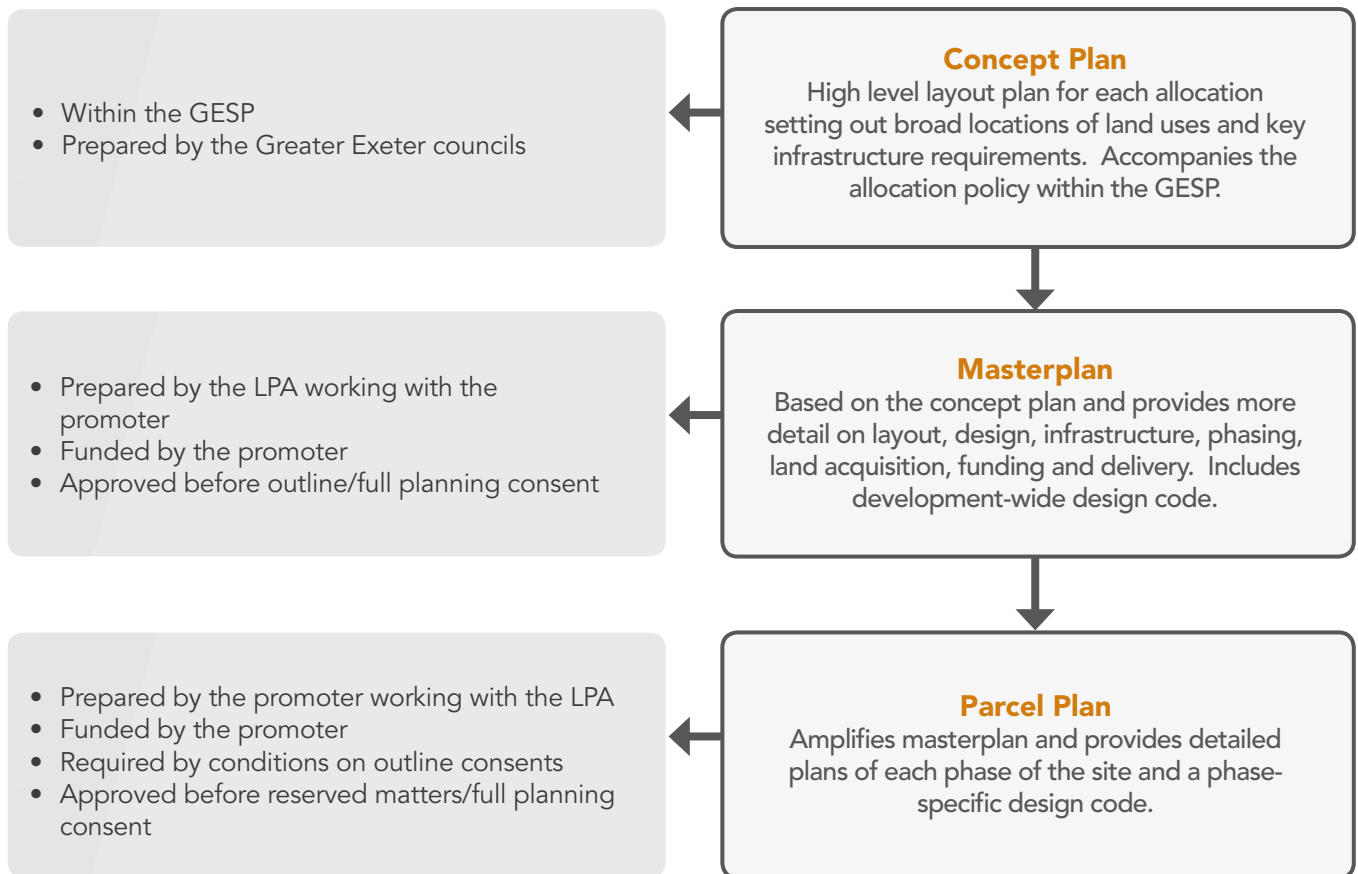 • Within the GESP
• Prepared by the Greater Exeter councils
Concept Plan
High level layout plan for each allocation
setting out broad locations of land uses and key
infrastructure requirements.  Accompanies the
allocation policy within the GESP.
• Prepared by the LPA working with the
promoter
• Funded by the promoter
• Approved before outline/full planning consent
Masterplan
Based on the concept plan and provides more
detail on layout, design, infrastructure, phasing,
land acquisition, funding and delivery.  Includes
development-wide design code.
• Prepared by the promoter working with the LPA
• Funded by the promoter
• Required by conditions on outline consents
• Approved before reserved matters/full planning
consent
Parcel Plan
Amplifies masterplan and provides detailed
plans of each phase of the site and a phase-
specific design code.